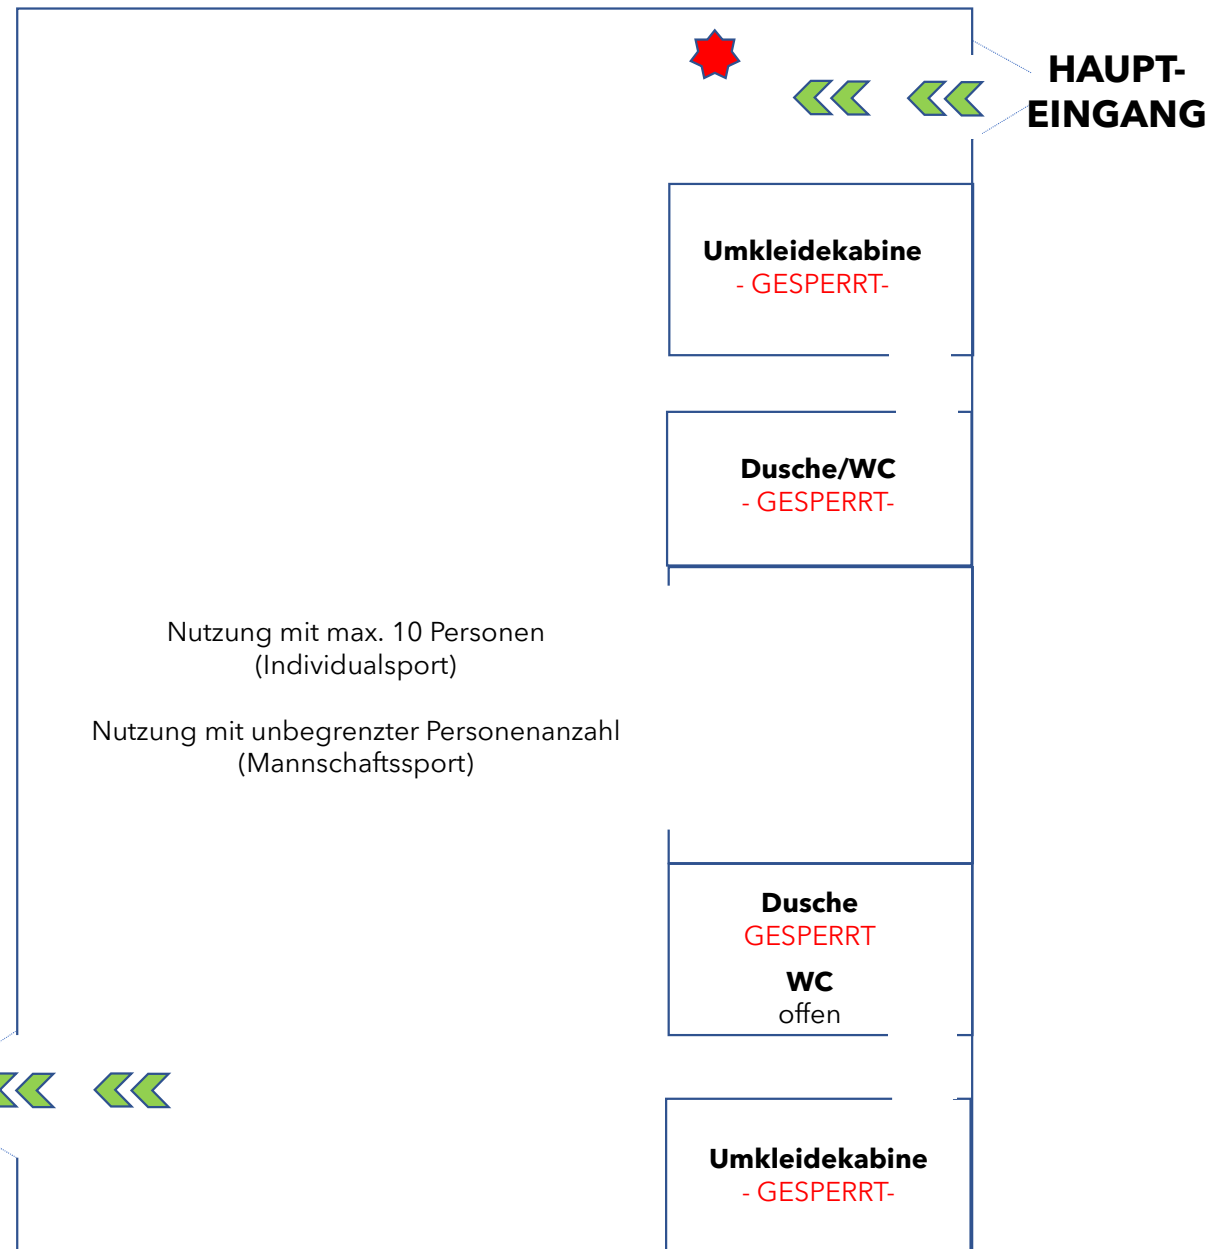 HAUPT-
EINGANG
Umkleidekabine
- GESPERRT-
Dusche/WC
- GESPERRT-
Nutzung mit max. 10 Personen
(Individualsport)
Nutzung mit unbegrenzter Personenanzahl
(Mannschaftssport)
Dusche
GESPERRT
WC
offen
Umkleidekabine
- GESPERRT-